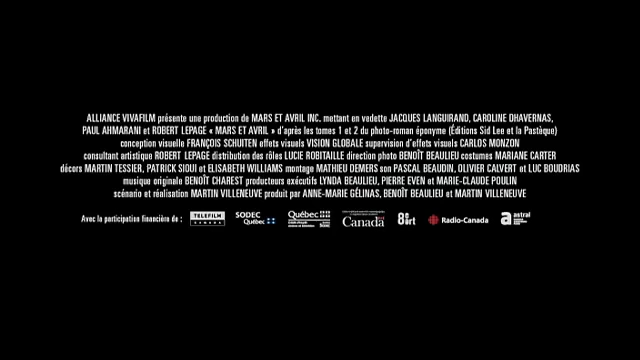 ALLIANCE VIVAFILM présente une production de MARS ET AVRIL INC. mettant en vedette JACQUES LANGUIRAND, CAROLINE DHAVERNAS,
PAUL AHMARANI et ROBERT LEPAGE « MARS ET AVRIL » d'après les tomes 1 et 2 du photo-roman éponyme (Éditions Sid Lee et la Pastèque)
conception visuelle FRANÇOIS SCHUITEN effets visuels VISION GLOBALE supervision d'effets visuels CARLOS MONZON
consultant artistique ROBERT LEPAGE distribution des rôles LUCIE ROBITAILLE direction photo BENOÎT BEAULIEU costumes MARIANE CARTER
décors MARTIN TESSIER, PATRICK SIOUI et ELISABETH WILLIAMS montage MATHIEU DEMERS son PASCAL BEAUDIN, OLIVIER CALVERT et LUC BOUDRIAS
musique originale BENOÎT CHAREST producteurs exécutifs LYNDA BEAULIEU, PIERRE EVEN et MARIE-CLAUDE POULIN
scénario et réalisation MARTIN VILLENEUVE produit par ANNE-MARIE GÉLINAS, BENOÎT BEAULIEU et MARTIN VILLENEUVE
Avec la participation financière de : TELEFILM CANADA SODEC Québec Québec Canada Radio-Canada astral